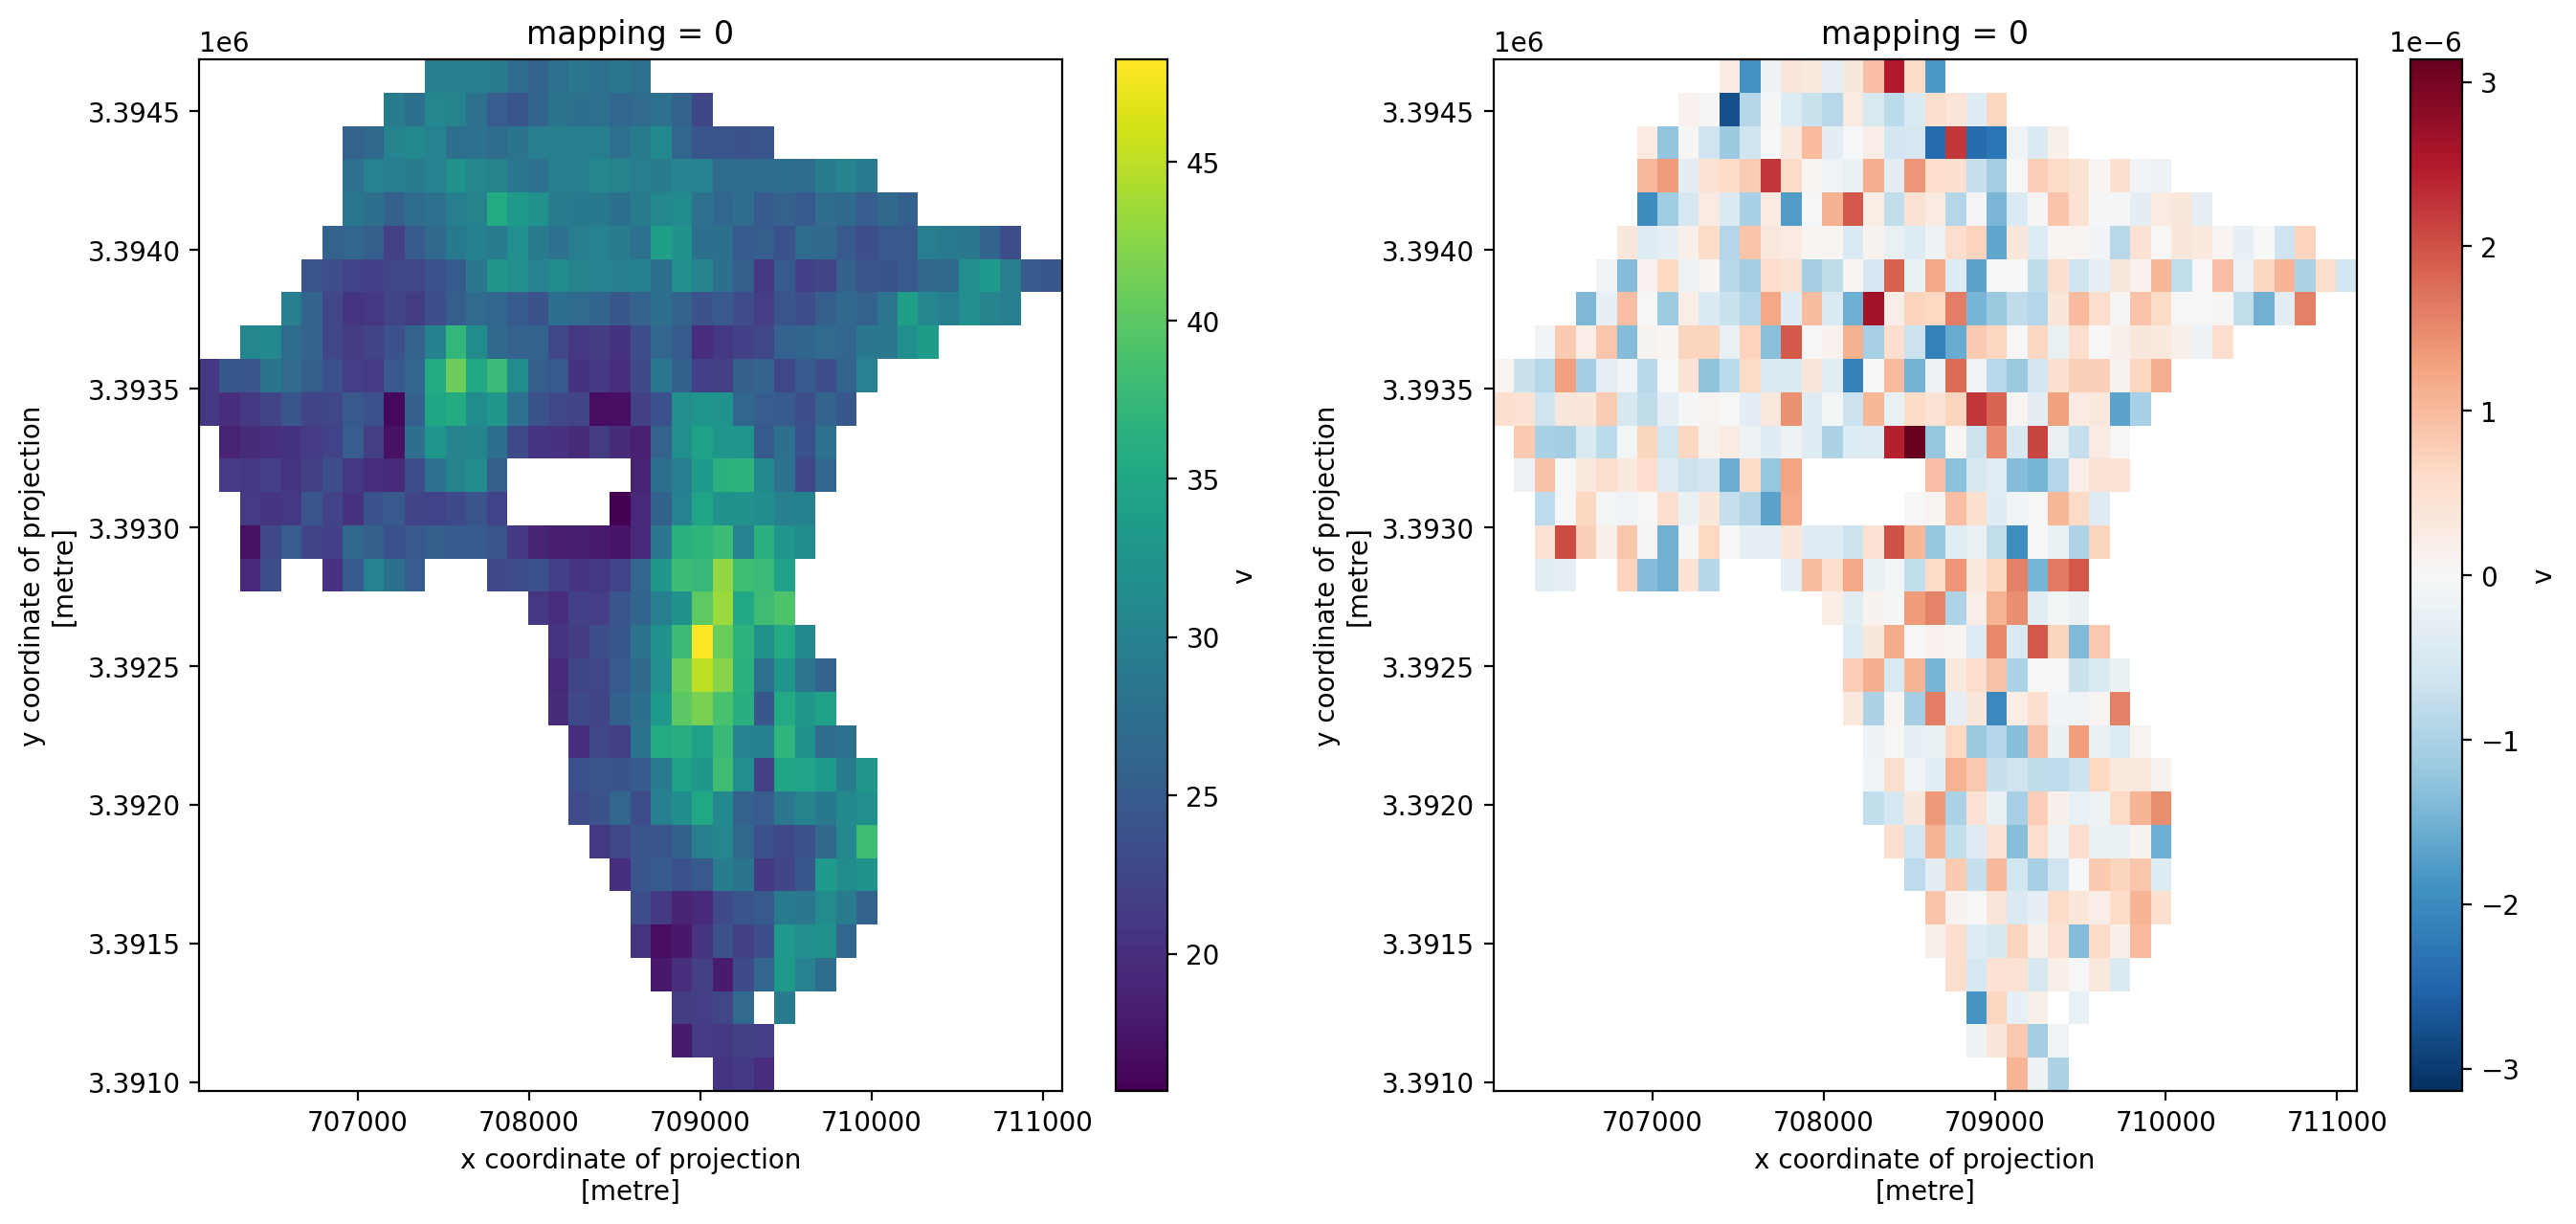 mapping = 0
1e6
3.3945
3.3940
3.3935
3.3930
3.3925
3.3920
3.3915
3.3910
y coordinate of projection
[metre]
707000 708000 709000 710000 711000
x coordinate of projection
[metre]
45
40
35
30
25
20
v
mapping = 0
1e6
3.3945
3.3940
3.3935
3.3930
3.3925
3.3920
3.3915
3.3910
y coordinate of projection
[metre]
707000 708000 709000 710000 711000
x coordinate of projection
[metre]
1e−6
3
2
1
0
−1
−2
−3
v